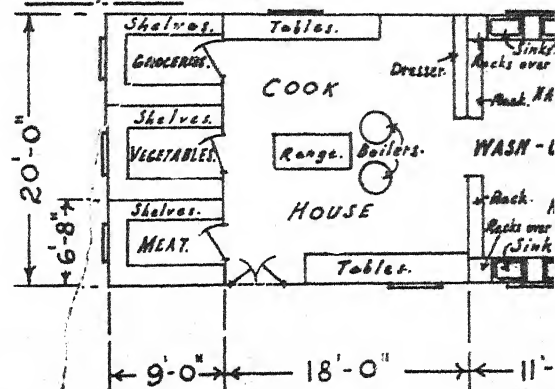 Shelves. Tables.
Sinks.
GROCERIES. Dresser. Racks over
COOK
Rack.
Shelves.
20'-0"
VEGETABLES. Range. Boilers. WASH-U
Shelves. HOUSE Rack.
6'-8" Racks over
MEAT. Sink
Tables.
9'-0" 18'-0" 11'-